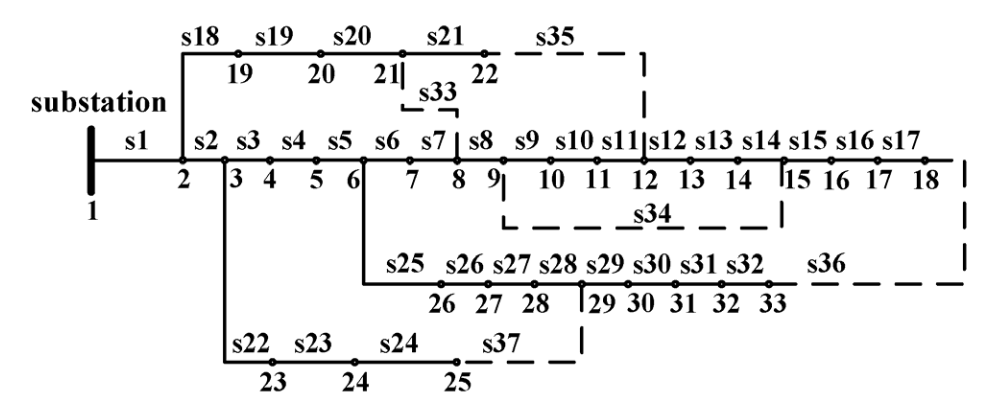 s18 s19 s20 s21 s35
19 20 21 22
s33
substation
s1 s2 s3 s4 s5 s6 s7 s8 s9 s10 s11 s12 s13 s14 s15 s16 s17
1 2 3 4 5 6 7 8 9 10 11 12 13 14 15 16 17 18
s34
s25 s26 s27 s28 s29 s30 s31 s32 s36
26 27 28 29 30 31 32 33
s22 s23 s24 s37
23 24 25